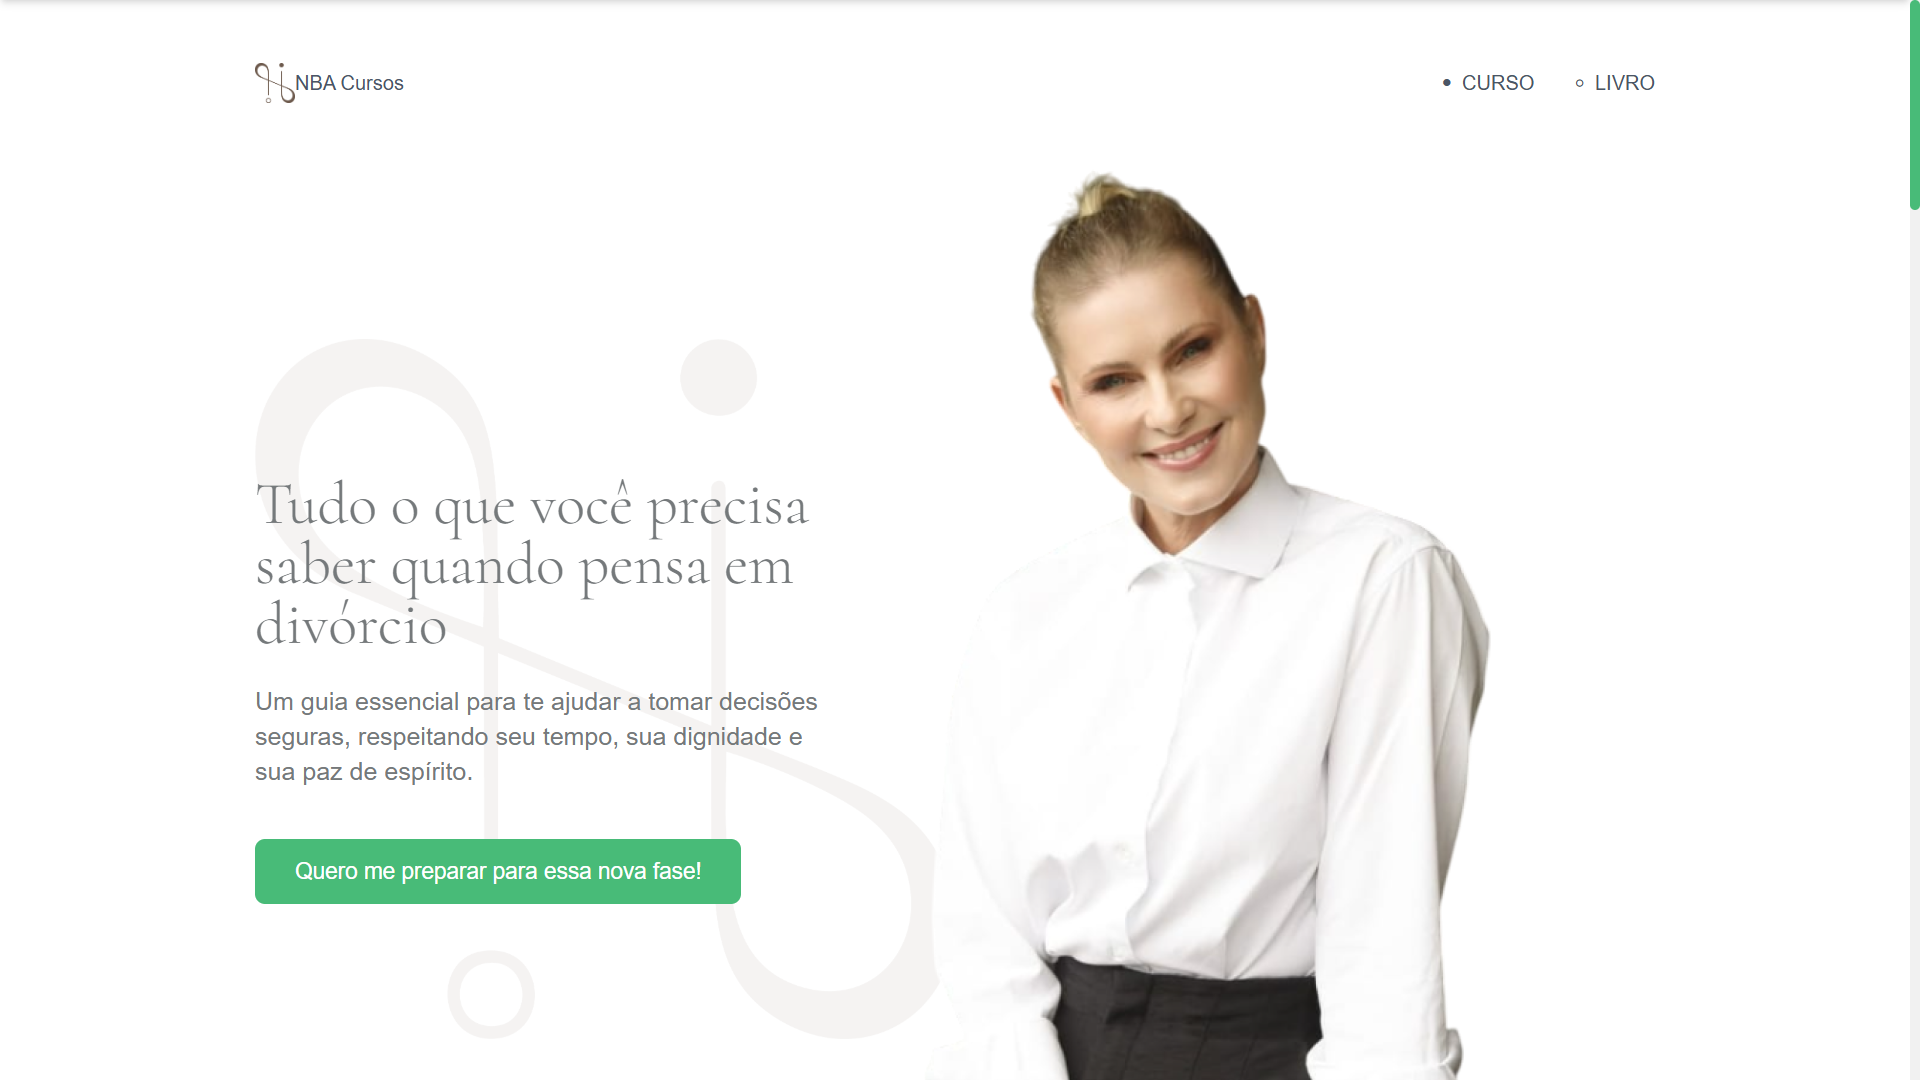 NBA Cursos
CURSO
LIVRO
Tudo o que você precisa
saber quando pensa em
divórcio
Um guia essencial para te ajudar a tomar decisões
seguras, respeitando seu tempo, sua dignidade e
sua paz de espírito.
Quero me preparar para essa nova fase!